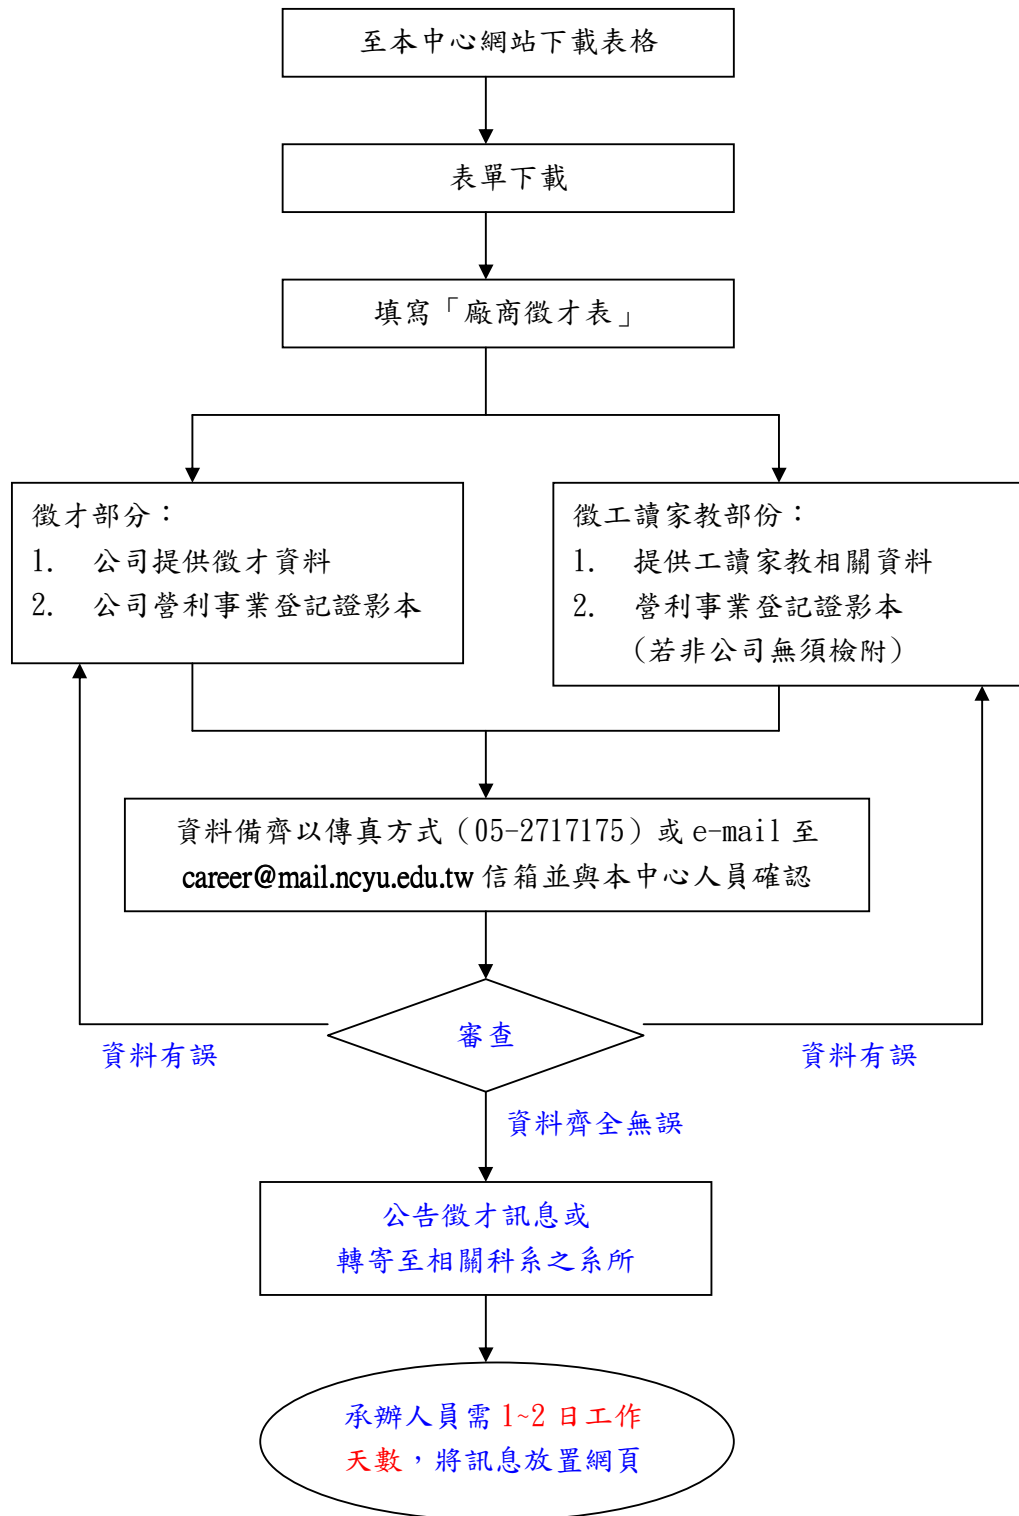 至本中心網站下載表格
表單下載
填寫「廠商徵才表」
徵才部分：
1. 公司提供徵才資料
2. 公司營利事業登記證影本
徵工讀家教部份：
1. 提供工讀家教相關資料
2. 營利事業登記證影本
(若非公司無須檢附)
資料備齊以傳真方式（05-2717175）或 e-mail 至
career@mail.ncyu.edu.tw 信箱並與本中心人員確認
審查
資料有誤
資料有誤
資料齊全無誤
公告徵才訊息或
轉寄至相關科系之系所
承辦人員需 1~2 日工作
天數，將訊息放置網頁